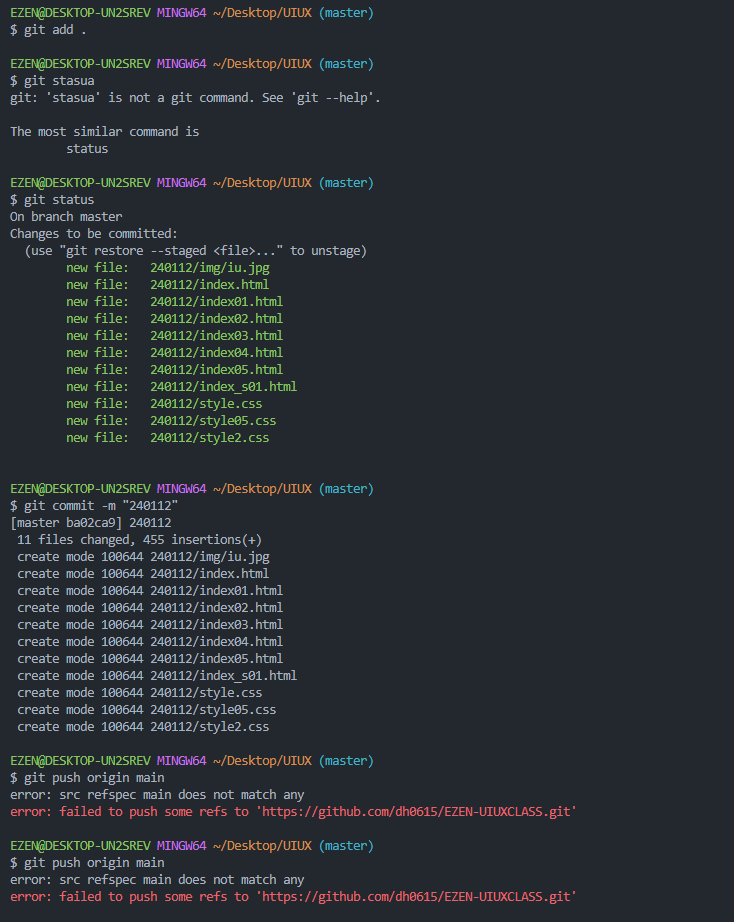 EZEN@DESKTOP-UN2SREV MINGW64 ~/Desktop/UIUX (master)
$ git add .
EZEN@DESKTOP-UN2SREV MINGW64 ~/Desktop/UIUX (master)
$ git stasua
git: 'stasua' is not a git command. See 'git --help'.
The most similar command is
status
EZEN@DESKTOP-UN2SREV MINGW64 ~/Desktop/UIUX (master)
$ git status
On branch master
Changes to be committed:
(use "git restore --staged <file>..." to unstage)
new file: 240112/img/iu.jpg
new file: 240112/index.html
new file: 240112/index01.html
new file: 240112/index02.html
new file: 240112/index03.html
new file: 240112/index04.html
new file: 240112/index05.html
new file: 240112/index_s01.html
new file: 240112/style.css
new file: 240112/style05.css
new file: 240112/style2.css
EZEN@DESKTOP-UN2SREV MINGW64 ~/Desktop/UIUX (master)
$ git commit -m "240112"
[master ba02ca9] 240112
11 files changed, 455 insertions(+)
create mode 100644 240112/img/iu.jpg
create mode 100644 240112/index.html
create mode 100644 240112/index01.html
create mode 100644 240112/index02.html
create mode 100644 240112/index03.html
create mode 100644 240112/index04.html
create mode 100644 240112/index05.html
create mode 100644 240112/index_s01.html
create mode 100644 240112/style.css
create mode 100644 240112/style05.css
create mode 100644 240112/style2.css
EZEN@DESKTOP-UN2SREV MINGW64 ~/Desktop/UIUX (master)
$ git push origin main
error: src refspec main does not match any
error: failed to push some refs to 'https://github.com/dh0615/EZEN-UIUXCLASS.git'
EZEN@DESKTOP-UN2SREV MINGW64 ~/Desktop/UIUX (master)
$ git push origin main
error: src refspec main does not match any
error: failed to push some refs to 'https://github.com/dh0615/EZEN-UIUXCLASS.git'